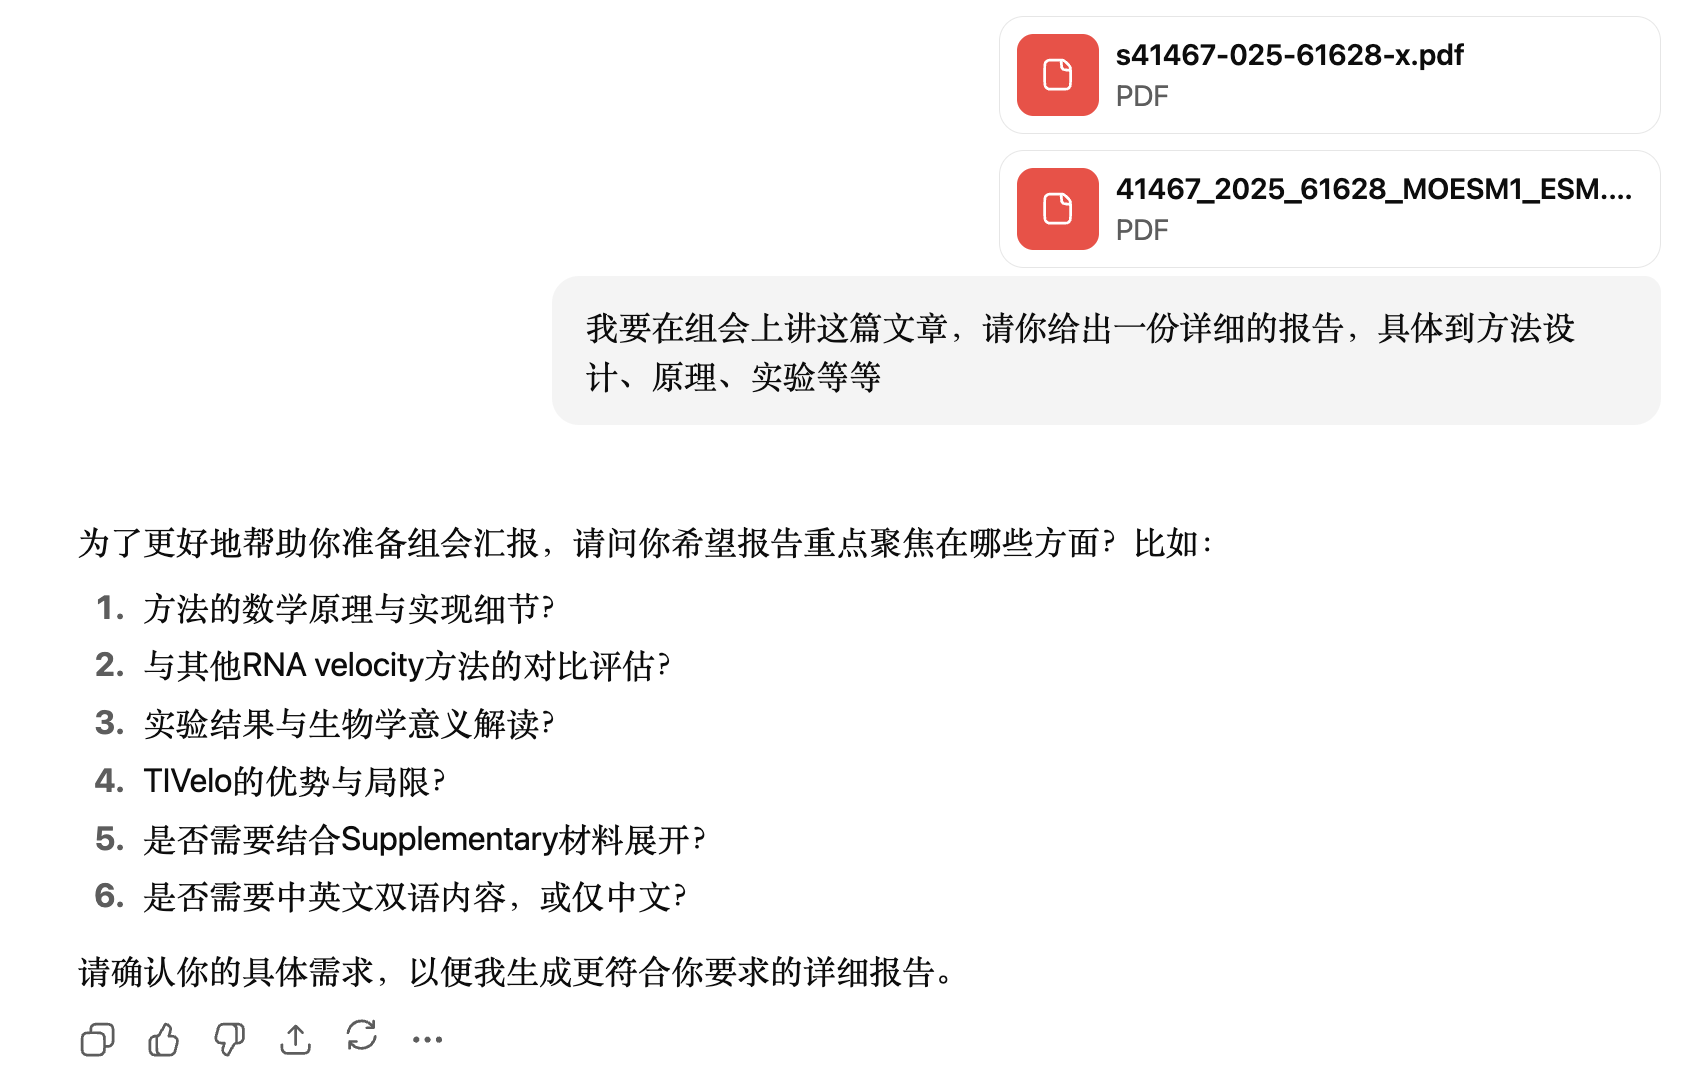 s41467-025-61628-x.pdf
PDF
41467_2025_61628_MOESM1_ESM....
PDF
我要在组会上讲这篇文章，请你给出一份详细的报告，具体到方法设
计、原理、实验等等
为了更好地帮助你准备组会汇报，请问你希望报告重点聚焦在哪些方面？比如：
1. 方法的数学原理与实现细节？
2. 与其他RNA velocity方法的对比评估？
3. 实验结果与生物学意义解读？
4. TIVelo的优势与局限？
5. 是否需要结合Supplementary材料展开？
6. 是否需要中英文双语内容，或仅中文？
请确认你的具体需求，以便我生成更符合你要求的详细报告。